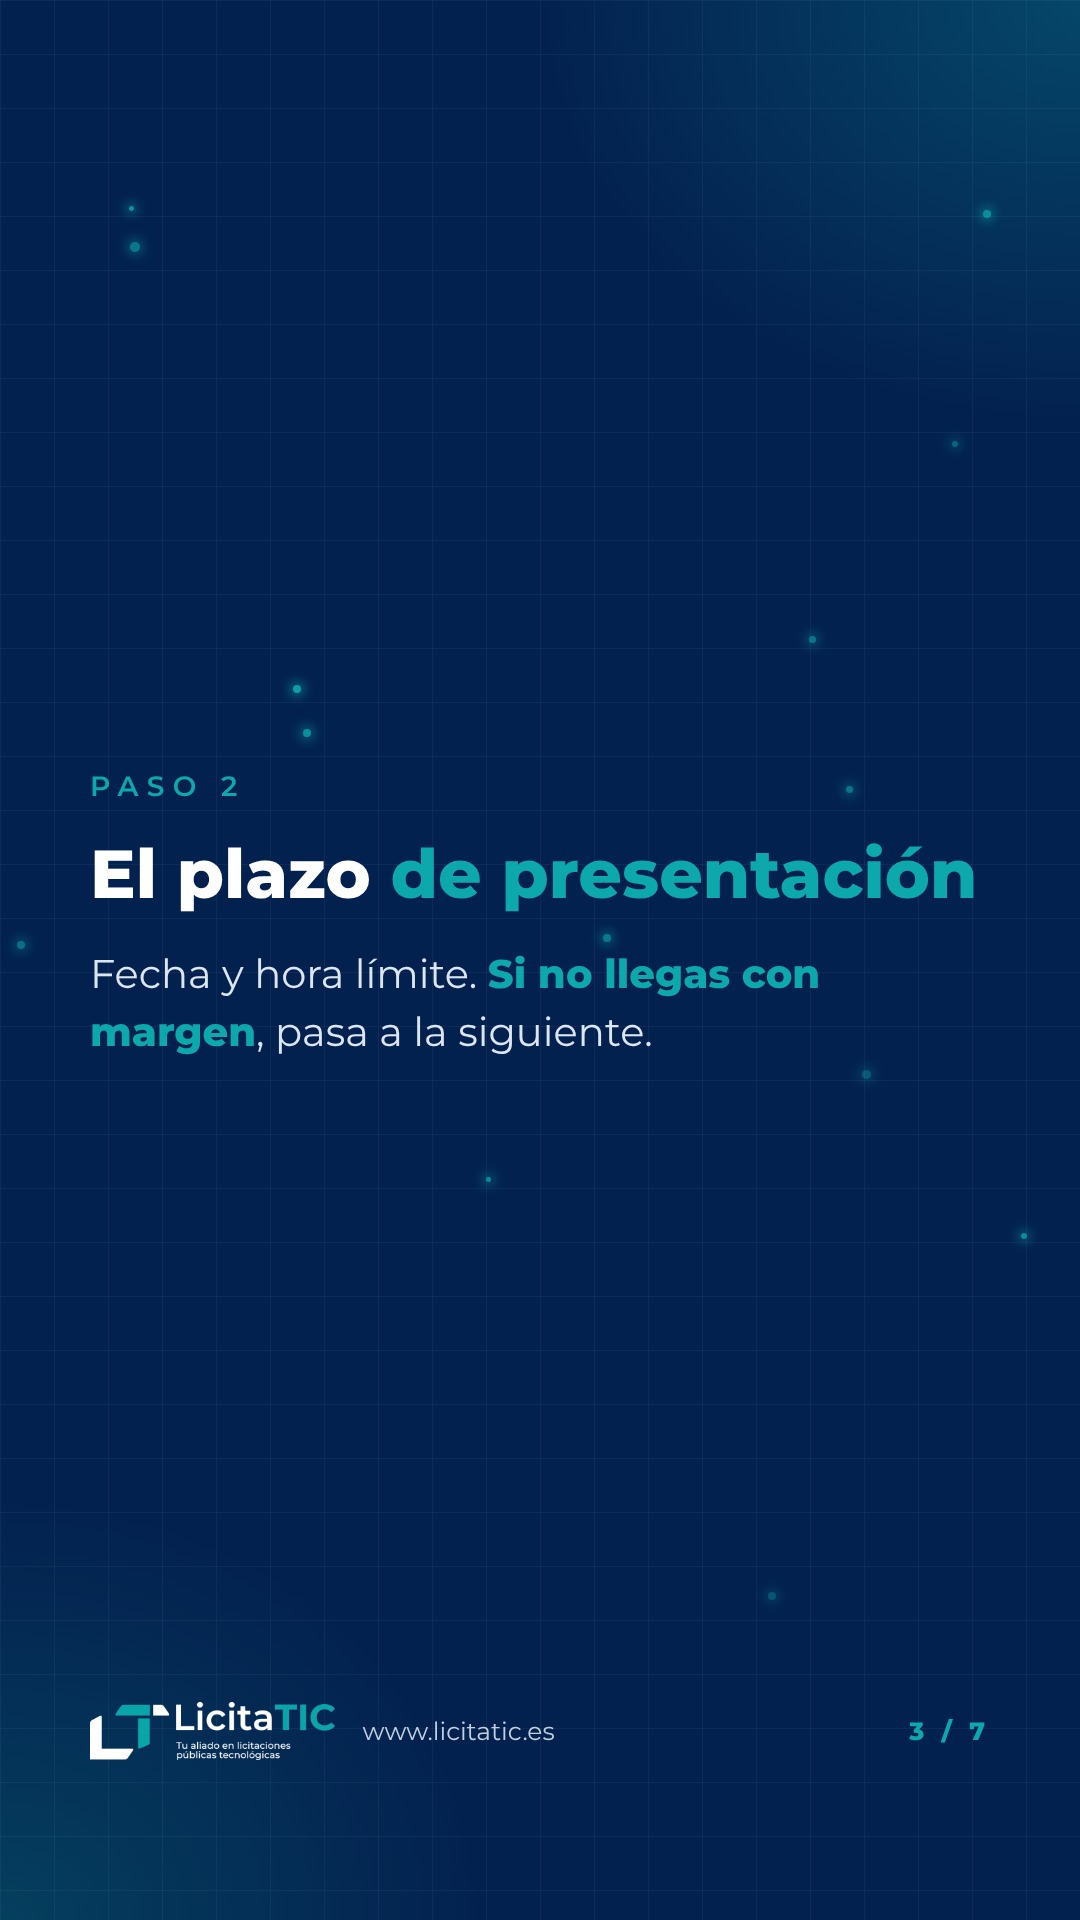 PASO 2
El plazo de presentación
Fecha y hora límite. Si no llegas con
margen, pasa a la siguiente.
LicitaTIC
Tu aliado en licitaciones
públicas tecnológicas
www.licitatic.es
3 / 7